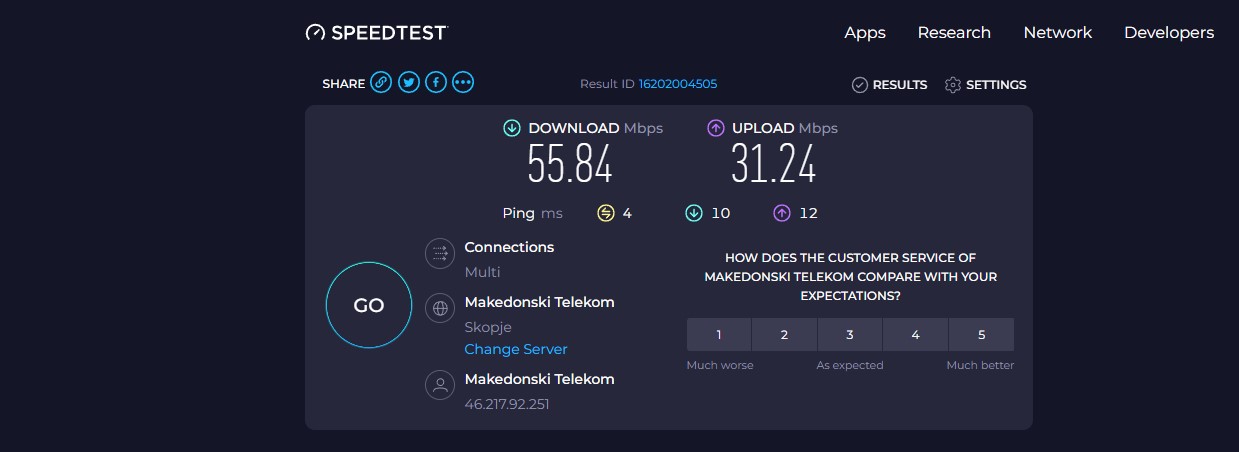 SPEEDTEST
Apps Research Network Developers
SHARE
Result ID 16202004505
RESULTS SETTINGS
DOWNLOAD Mbps
55.84
UPLOAD Mbps
31.24
Ping ms 4 10 12
GO
Connections
Multi
Makedonski Telekom
Skopje
Change Server
Makedonski Telekom
46.217.92.251
HOW DOES THE CUSTOMER SERVICE OF
MAKEDONSKI TELEKOM COMPARE WITH YOUR
EXPECTATIONS?
1 2 3 4 5
Much worse As expected Much better